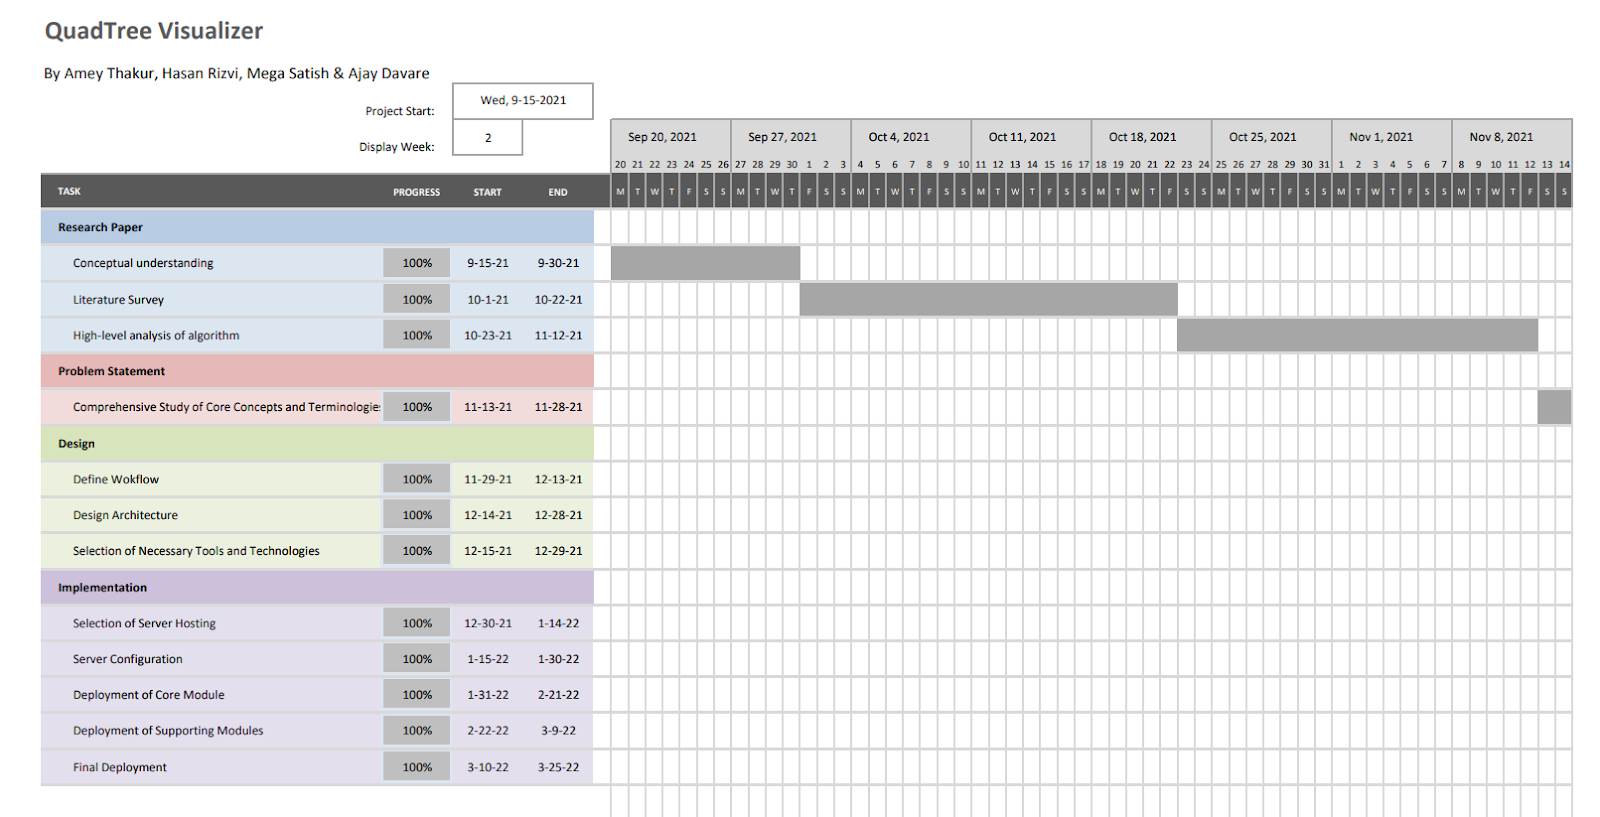 QuadTree Visualizer
By Amey Thakur, Hasan Rizvi, Mega Satish & Ajay Davare
Project Start: Wed, 9-15-2021
Display Week: 2
Sep 20, 2021 Sep 27, 2021 Oct 4, 2021 Oct 11, 2021 Oct 18, 2021 Oct 25, 2021 Nov 1, 2021 Nov 8, 2021
20 21 22 23 24 25 26 27 28 29 30 1 2 3 4 5 6 7 8 9 10 11 12 13 14 15 16 17 18 19 20 21 22 23 24 25 26 27 28 29 30 31 1 2 3 4 5 6 7 8 9 10 11 12 13 14
TASK PROGRESS START END M T W T F S S M T W T F S S M T W T F S S M T W T F S S M T W T F S S M T W T F S S M T W T F S S M T W T F S S
Research Paper
Conceptual understanding 100% 9-15-21 9-30-21
Literature Survey 100% 10-1-21 10-22-21
High-level analysis of algorithm 100% 10-23-21 11-12-21
Problem Statement
Comprehensive Study of Core Concepts and Terminologies 100% 11-13-21 11-28-21
Design
Define Wokflow 100% 11-29-21 12-13-21
Design Architecture 100% 12-14-21 12-28-21
Selection of Necessary Tools and Technologies 100% 12-15-21 12-29-21
Implementation
Selection of Server Hosting 100% 12-30-21 1-14-22
Server Configuration 100% 1-15-22 1-30-22
Deployment of Core Module 100% 1-31-22 2-21-22
Deployment of Supporting Modules 100% 2-22-22 3-9-22
Final Deployment 100% 3-10-22 3-25-22